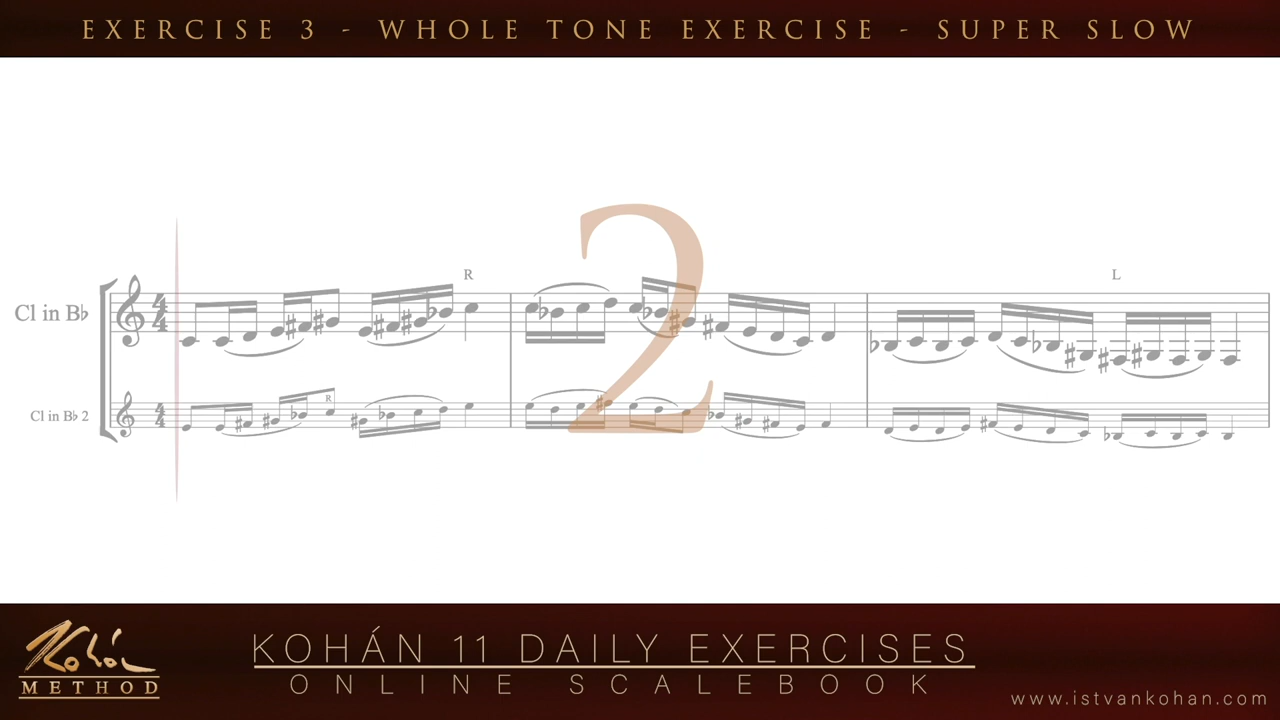 EXERCISE 3 - WHOLE TONE EXERCISE - SUPER SLOW
2
R
L
Cl in B♭
4
4
R
Cl in B♭ 2
4
4
Kohán
METHOD
KOHÁN 11 DAILY EXERCISES
ONLINE SCALEBOOK
www.istvankohan.com